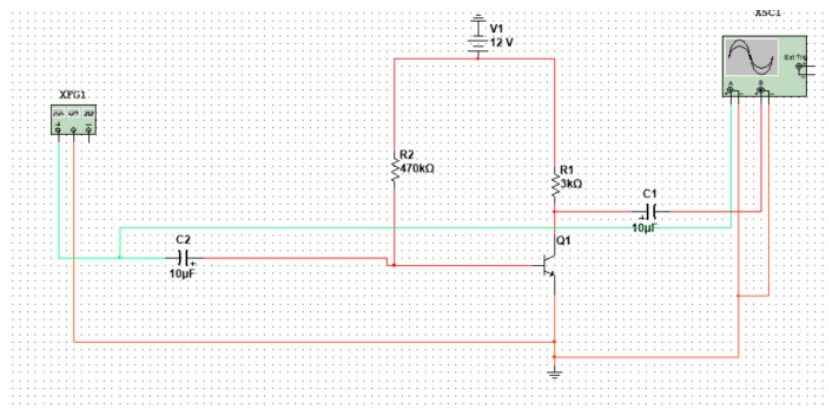 XSC1
V1
12 V
Ext Trig
A
B
XFG1
R2
470kΩ
R1
3kΩ
C1
10µF
Q1
C2
10µF